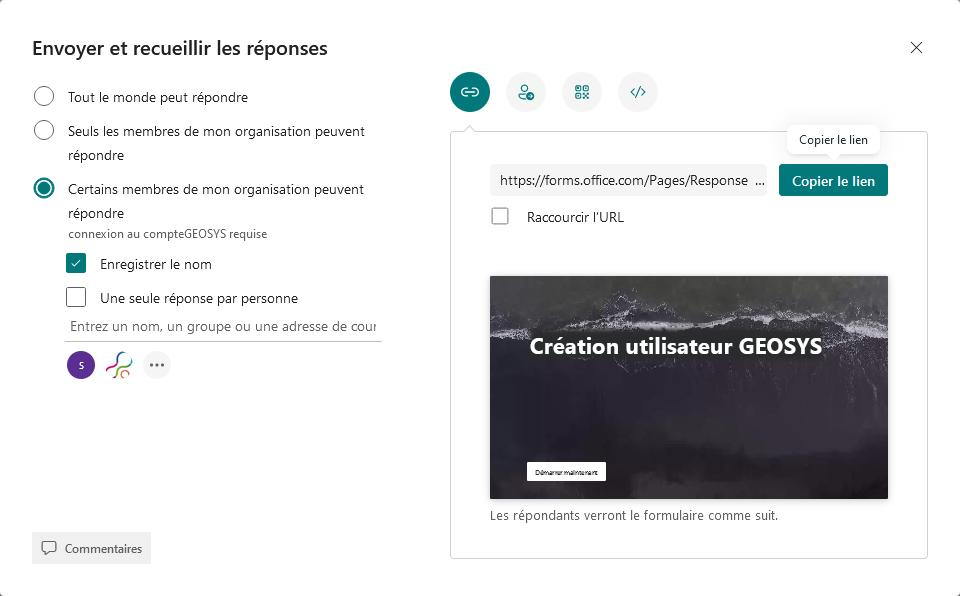 Envoyer et recueillir les réponses
Tout le monde peut répondre
Seuls les membres de mon organisation peuvent
répondre
Certains membres de mon organisation peuvent
répondre
connexion au compteGEOSYS requise
Enregistrer le nom
Une seule réponse par personne
Entrez un nom, un groupe ou une adresse de cour
S
Commentaires
Copier le lien
https://forms.office.com/Pages/Response ...
Copier le lien
Raccourcir l'URL
Création utilisateur GEOSYS
Démarrer maintenant
Les répondants verront le formulaire comme suit.